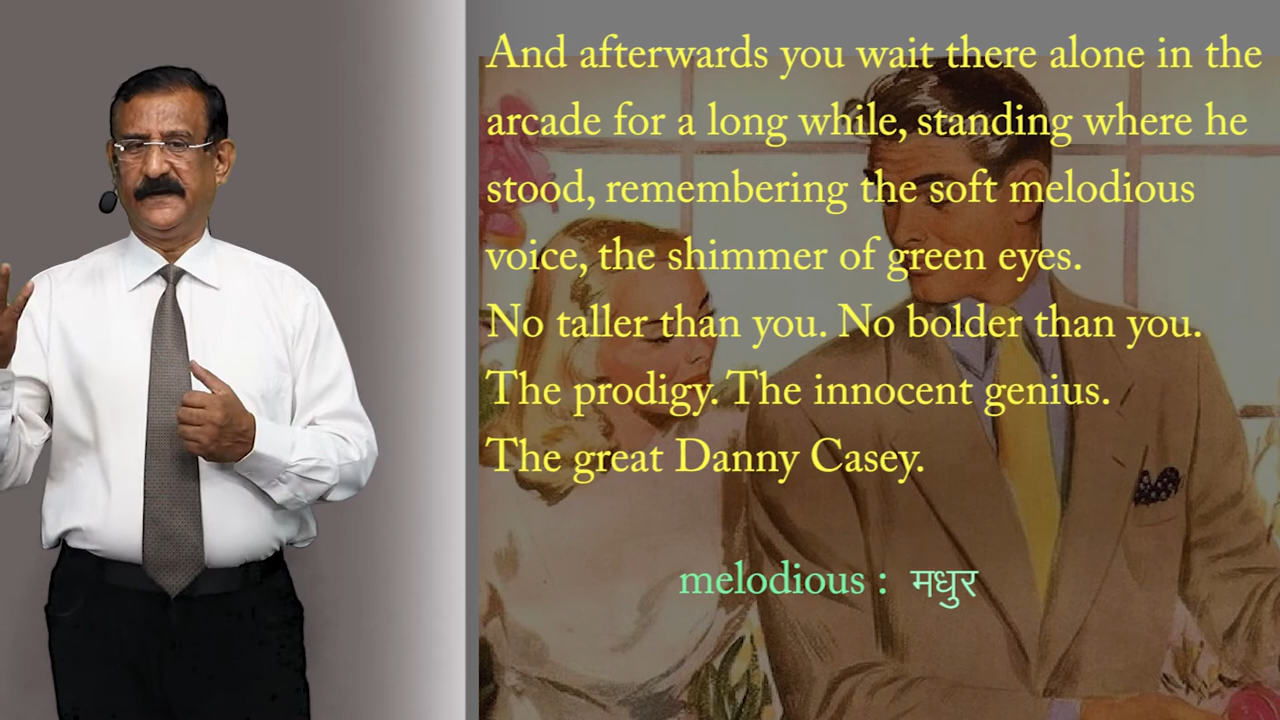 And afterwards you wait there alone in the
arcade for a long while, standing where he
stood, remembering the soft melodious
voice, the shimmer of green eyes.
No taller than you. No bolder than you.
The prodigy. The innocent genius.
The great Danny Casey.
melodious : मधुर